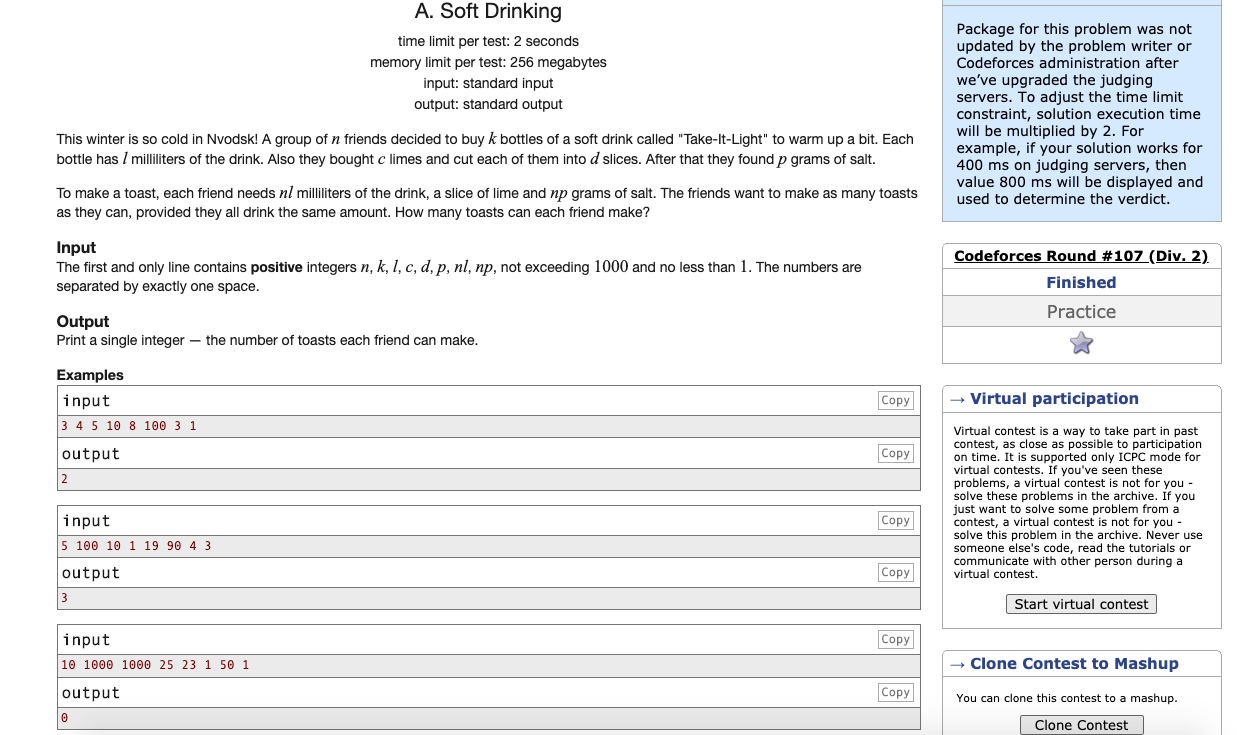 A. Soft Drinking
time limit per test: 2 seconds
memory limit per test: 256 megabytes
input: standard input
output: standard output
This winter is so cold in Nvodsk! A group of n friends decided to buy k bottles of a soft drink called "Take-It-Light" to warm up a bit. Each
bottle has l milliliters of the drink. Also they bought c limes and cut each of them into d slices. After that they found p grams of salt.
To make a toast, each friend needs nl milliliters of the drink, a slice of lime and np grams of salt. The friends want to make as many toasts
as they can, provided they all drink the same amount. How many toasts can each friend make?
Input
The first and only line contains positive integers n, k, l, c, d, p, nl, np, not exceeding 1000 and no less than 1. The numbers are
separated by exactly one space.
Output
Print a single integer — the number of toasts each friend can make.
Examples
input
Copy
3 4 5 10 8 100 3 1
output
Copy
2
input
Copy
5 100 10 1 19 90 4 3
output
Copy
3
input
Copy
10 1000 1000 25 23 1 50 1
output
Copy
0
Package for this problem was not
updated by the problem writer or
Codeforces administration after
we've upgraded the judging
servers. To adjust the time limit
constraint, solution execution time
will be multiplied by 2. For
example, if your solution works for
400 ms on judging servers, then
value 800 ms will be displayed and
used to determine the verdict.
Codeforces Round #107 (Div. 2)
Finished
Practice
→ Virtual participation
Virtual contest is a way to take part in past
contest, as close as possible to participation
on time. It is supported only ICPC mode for
virtual contests. If you've seen these
problems, a virtual contest is not for you -
solve these problems in the archive. If you
just want to solve some problem from a
contest, a virtual contest is not for you -
solve this problem in the archive. Never use
someone else's code, read the tutorials or
communicate with other person during a
virtual contest.
Start virtual contest
→ Clone Contest to Mashup
You can clone this contest to a mashup.
Clone Contest